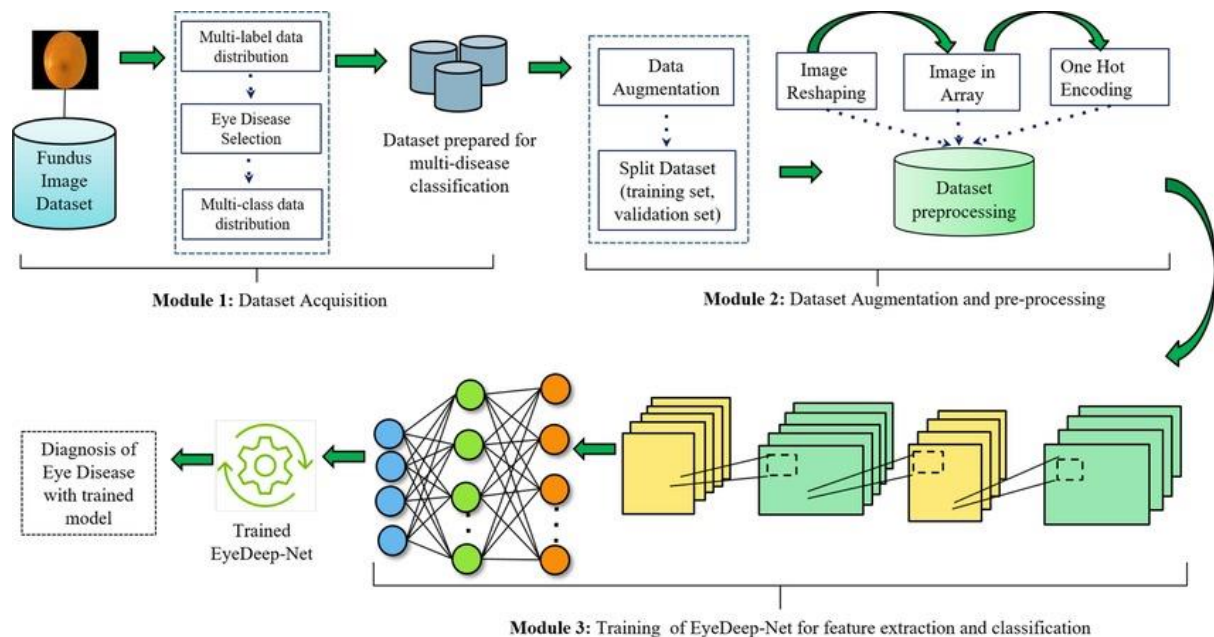 Fundus
Image
Dataset
Multi-label data
distribution
Eye Disease
Selection
Multi-class data
distribution
Dataset prepared for
multi-disease
classification
Data
Augmentation
Split Dataset
(training set,
validation set)
Image
Reshaping
Image in
Array
One Hot
Encoding
Dataset
preprocessing
Module 1: Dataset Acquisition
Module 2: Dataset Augmentation and pre-processing
Diagnosis of
Eye Disease
with trained
model
Trained
EyeDeep-Net
Module 3: Training of EyeDeep-Net for feature extraction and classification